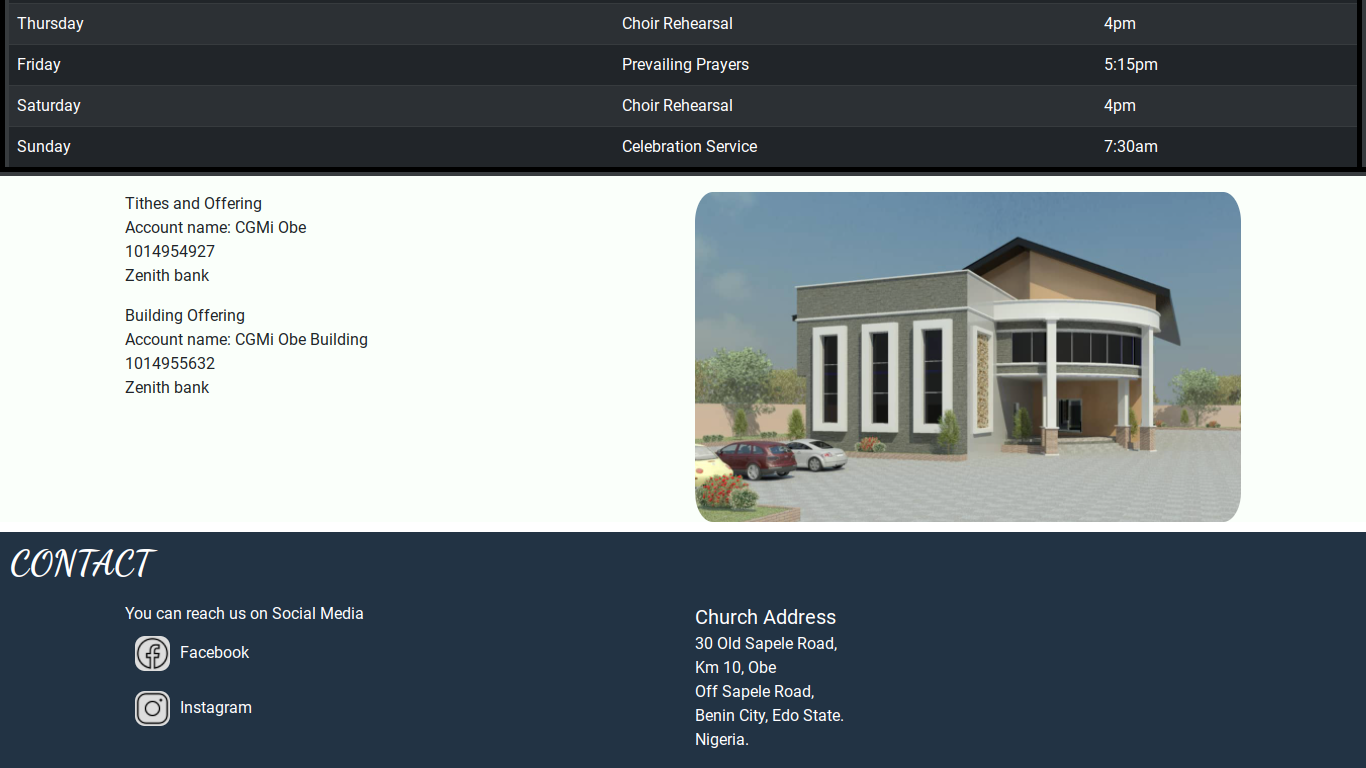 Thursday Choir Rehearsal 4pm
Friday Prevailing Prayers 5:15pm
Saturday Choir Rehearsal 4pm
Sunday Celebration Service 7:30am
Tithes and Offering
Account name: CGMi Obe
1014954927
Zenith bank
Building Offering
Account name: CGMi Obe Building
1014955632
Zenith bank
CONTACT
You can reach us on Social Media
Facebook
Instagram
Church Address
30 Old Sapele Road,
Km 10, Obe
Off Sapele Road,
Benin City, Edo State.
Nigeria.